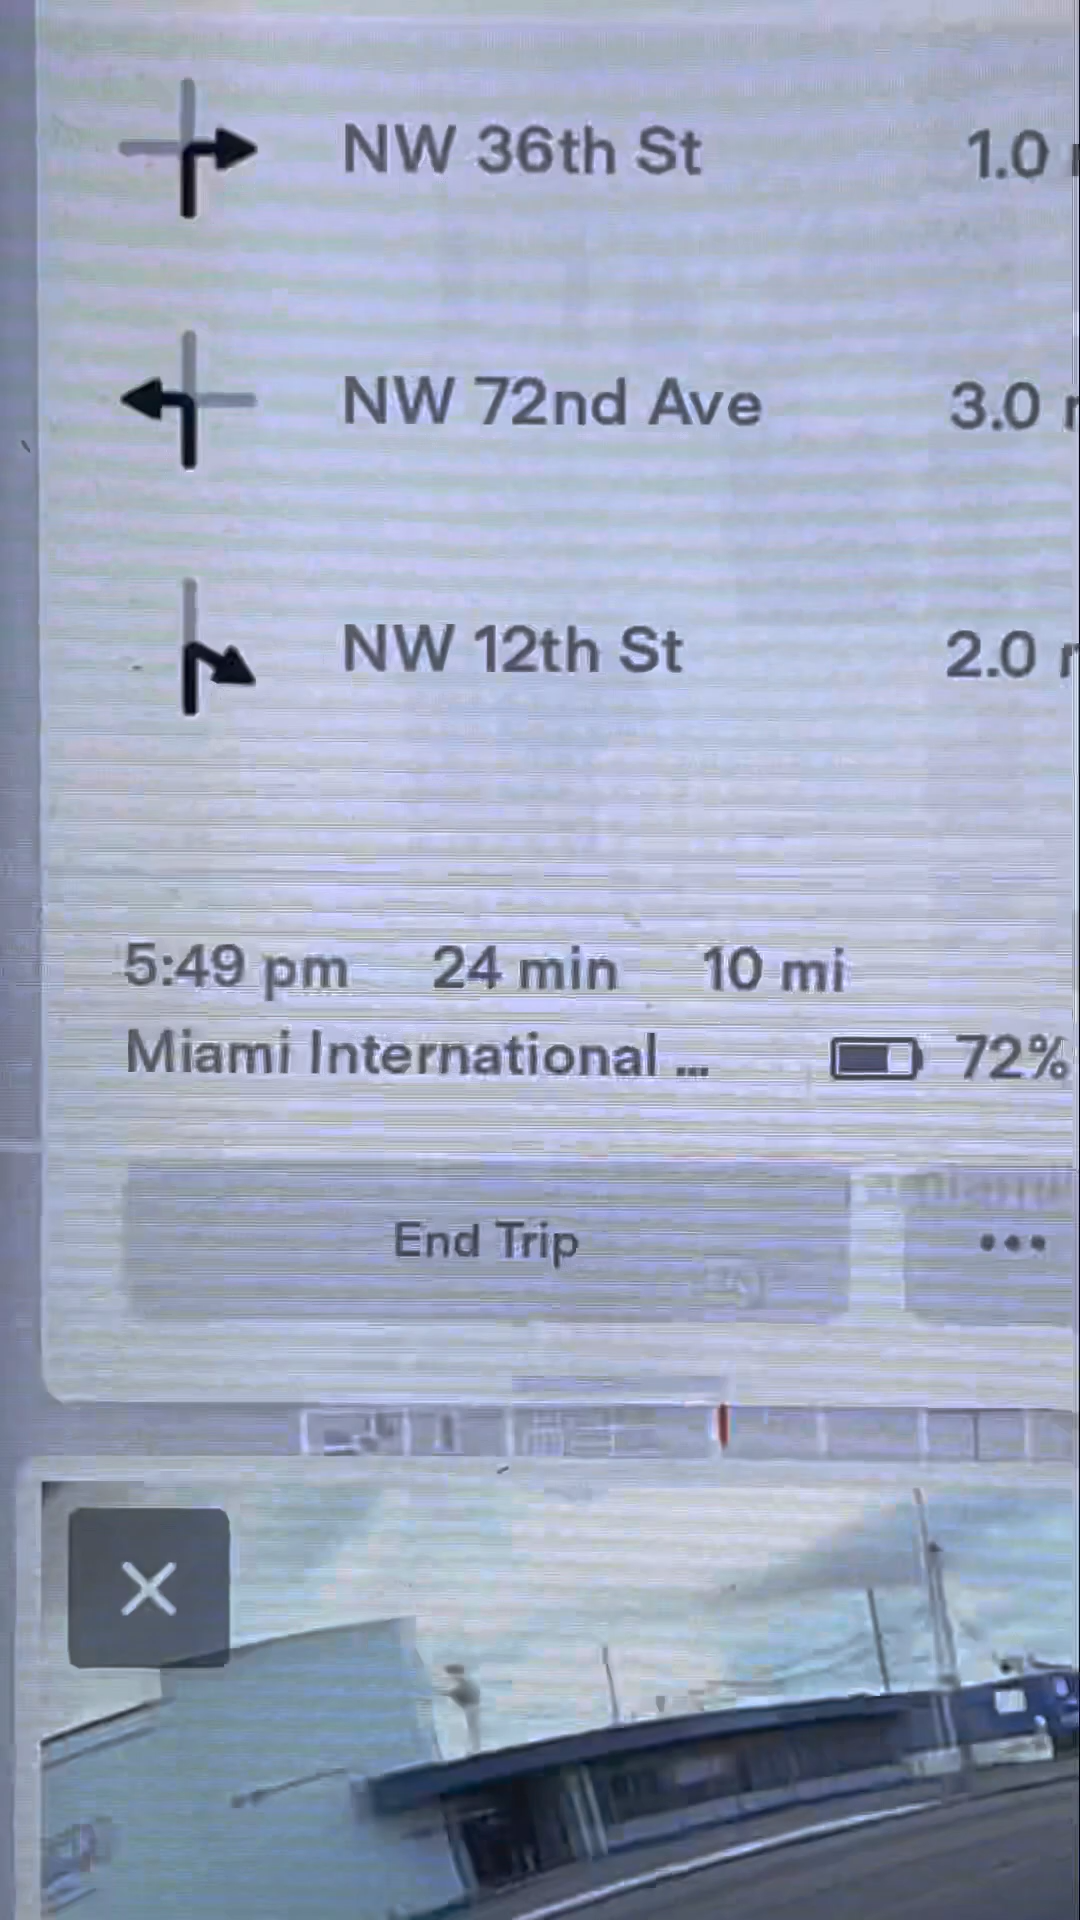 NW 36th St 1.0
NW 72nd Ave 3.0
NW 12th St 2.0
5:49 pm 24 min 10 mi
Miami International ... 72%
End Trip